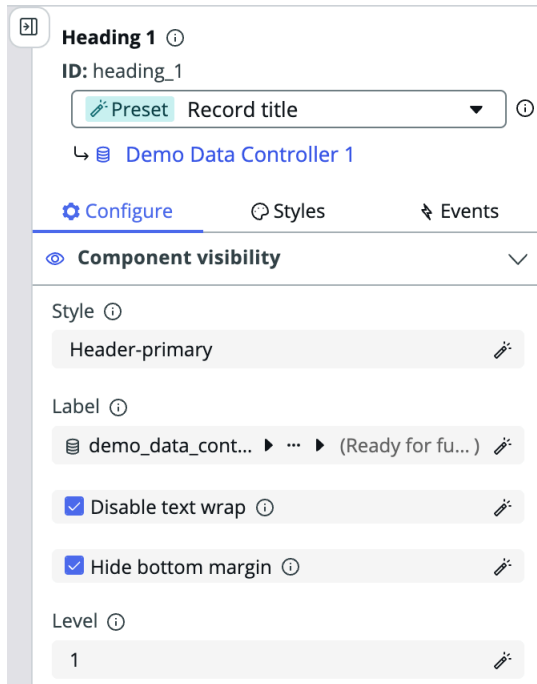 Heading 1
ID: heading_1
Preset Record title
Demo Data Controller 1
Configure Styles Events
Component visibility
Style
Header-primary
Label
demo_data_cont... ... (Ready for fu... )
Disable text wrap
Hide bottom margin
Level
1